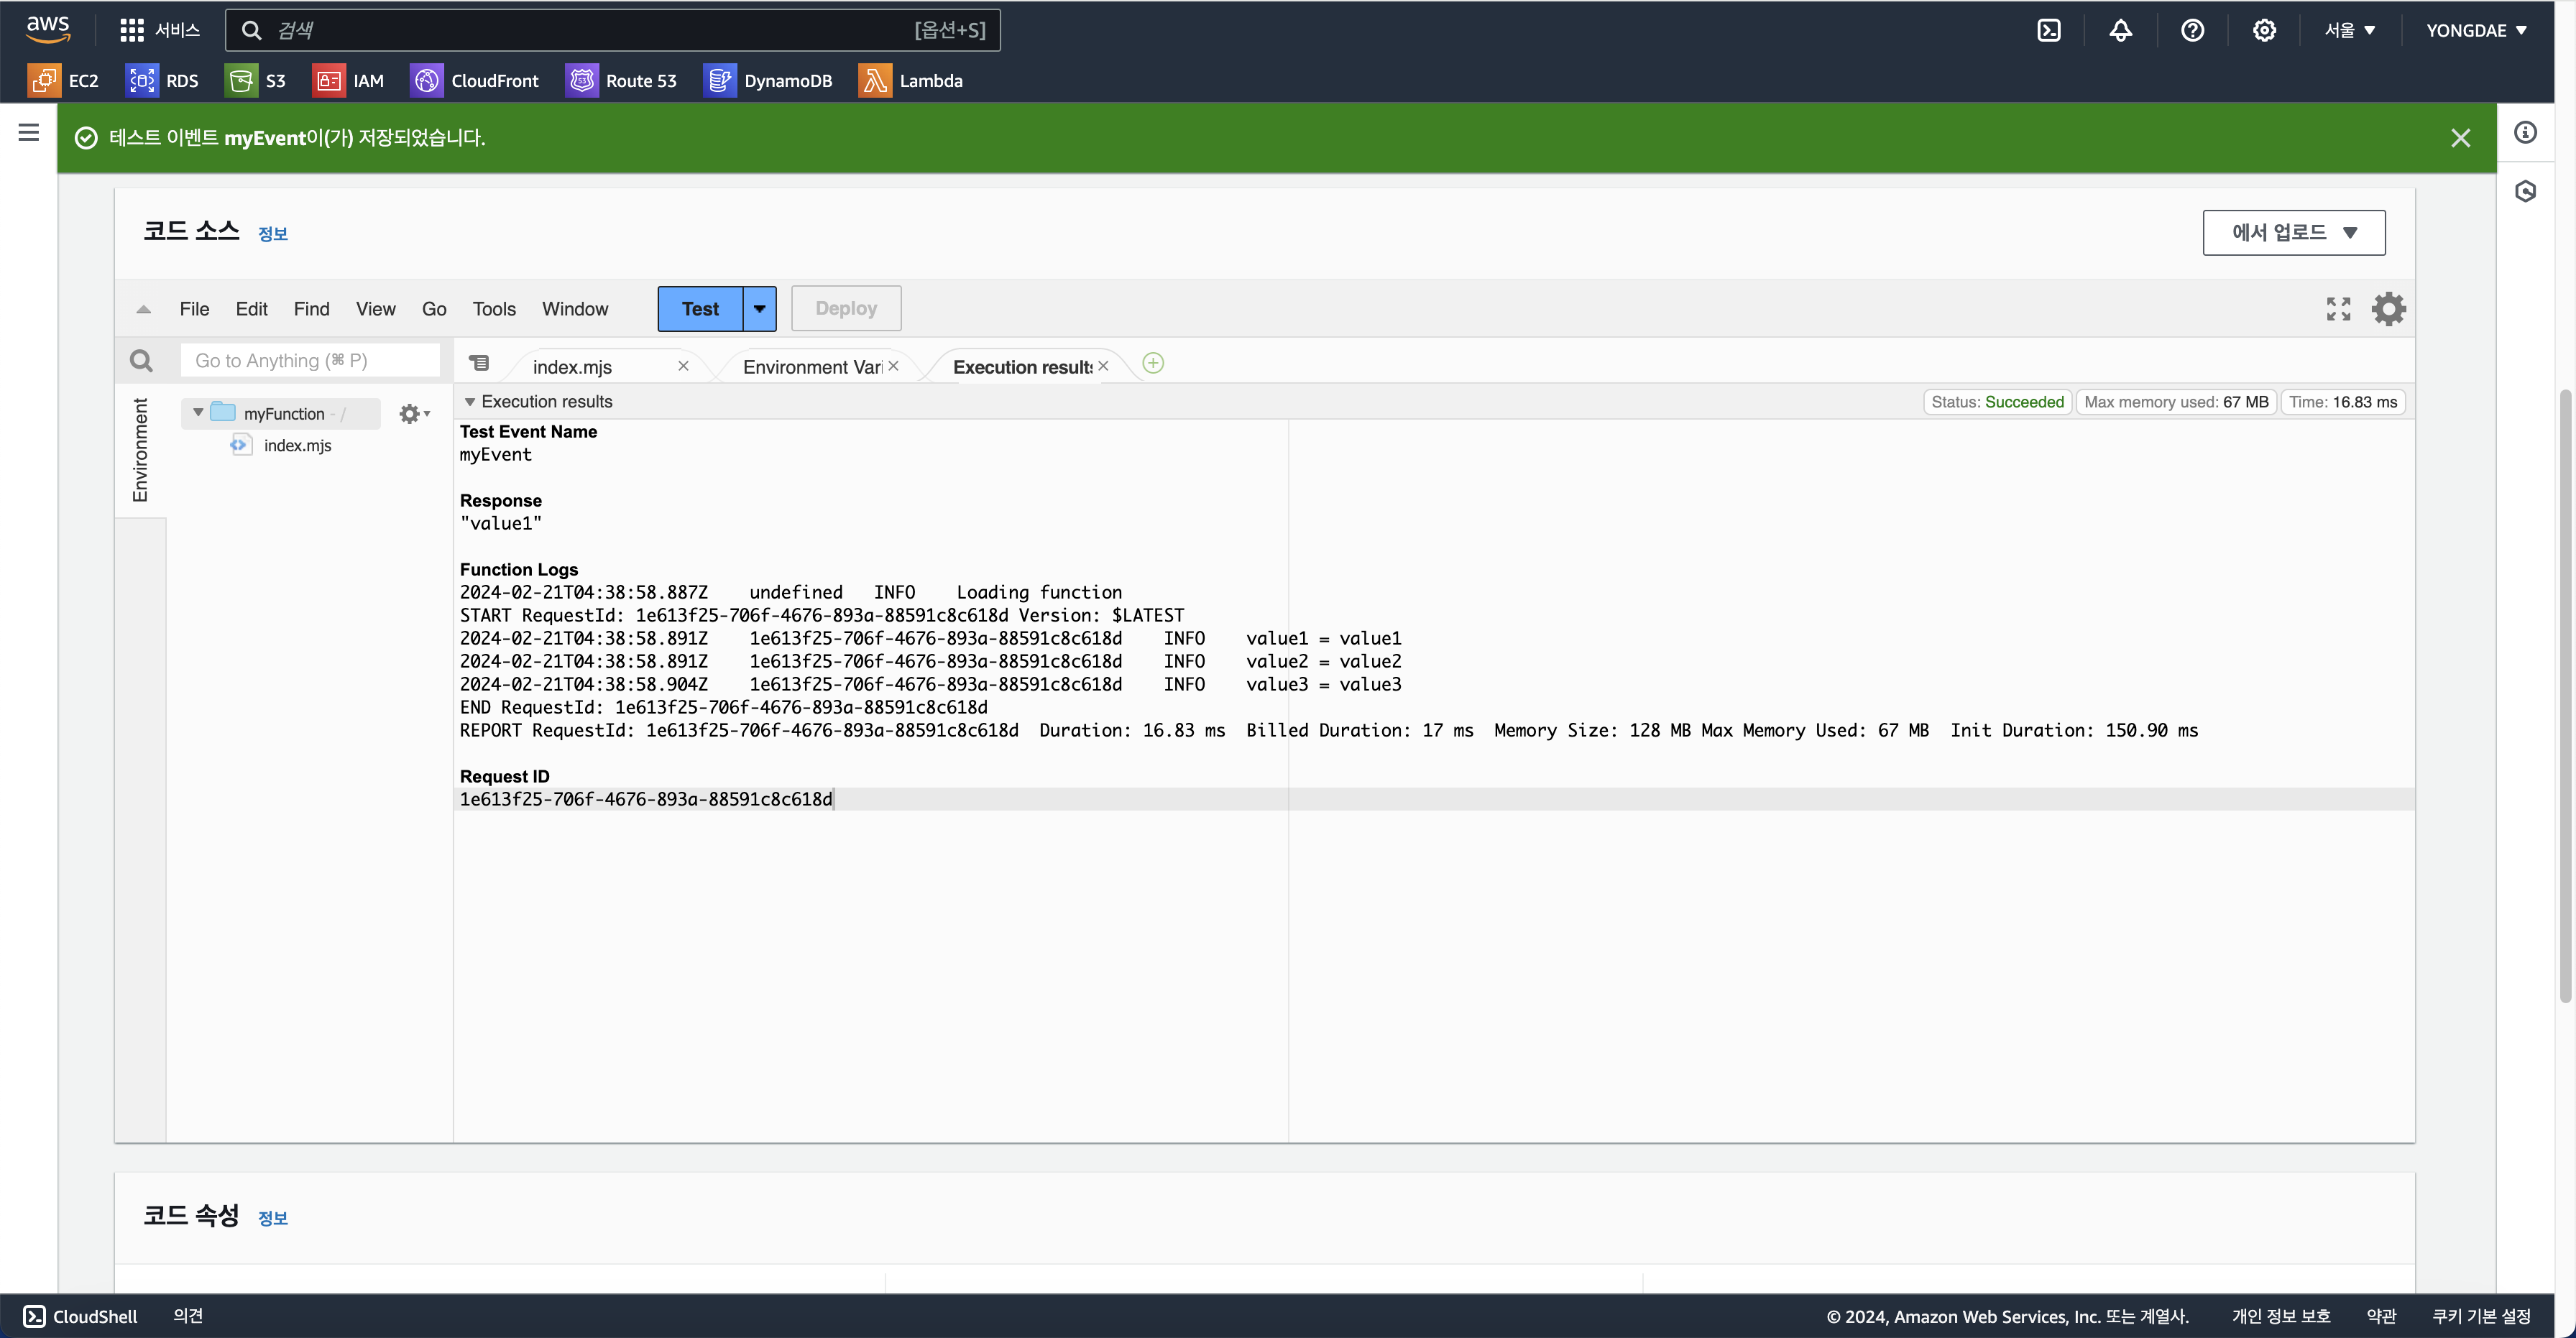 aws 서비스 검색 [옵션+S] 서울 ▼ YONGDAE ▼
EC2 RDS S3 IAM CloudFront Route 53 DynamoDB Lambda
테스트 이벤트 myEvent이(가) 저장되었습니다.
코드 소스 정보 에서 업로드 ▼
File Edit Find View Go Tools Window Test Deploy
Go to Anything (⌘ P) index.mjs Environment Vari Execution results
Environment
myFunction - /
index.mjs
Execution results Status: Succeeded Max memory used: 67 MB Time: 16.83 ms
Test Event Name
myEvent
Response
"value1"
Function Logs
2024-02-21T04:38:58.887Z undefined INFO Loading function
START RequestId: 1e613f25-706f-4676-893a-88591c8c618d Version: $LATEST
2024-02-21T04:38:58.891Z 1e613f25-706f-4676-893a-88591c8c618d INFO value1 = value1
2024-02-21T04:38:58.891Z 1e613f25-706f-4676-893a-88591c8c618d INFO value2 = value2
2024-02-21T04:38:58.904Z 1e613f25-706f-4676-893a-88591c8c618d INFO value3 = value3
END RequestId: 1e613f25-706f-4676-893a-88591c8c618d
REPORT RequestId: 1e613f25-706f-4676-893a-88591c8c618d Duration: 16.83 ms Billed Duration: 17 ms Memory Size: 128 MB Max Memory Used: 67 MB Init Duration: 150.90 ms
Request ID
1e613f25-706f-4676-893a-88591c8c618d
코드 속성 정보
CloudShell 의견 © 2024, Amazon Web Services, Inc. 또는 계열사. 개인 정보 보호 약관 쿠키 기본 설정